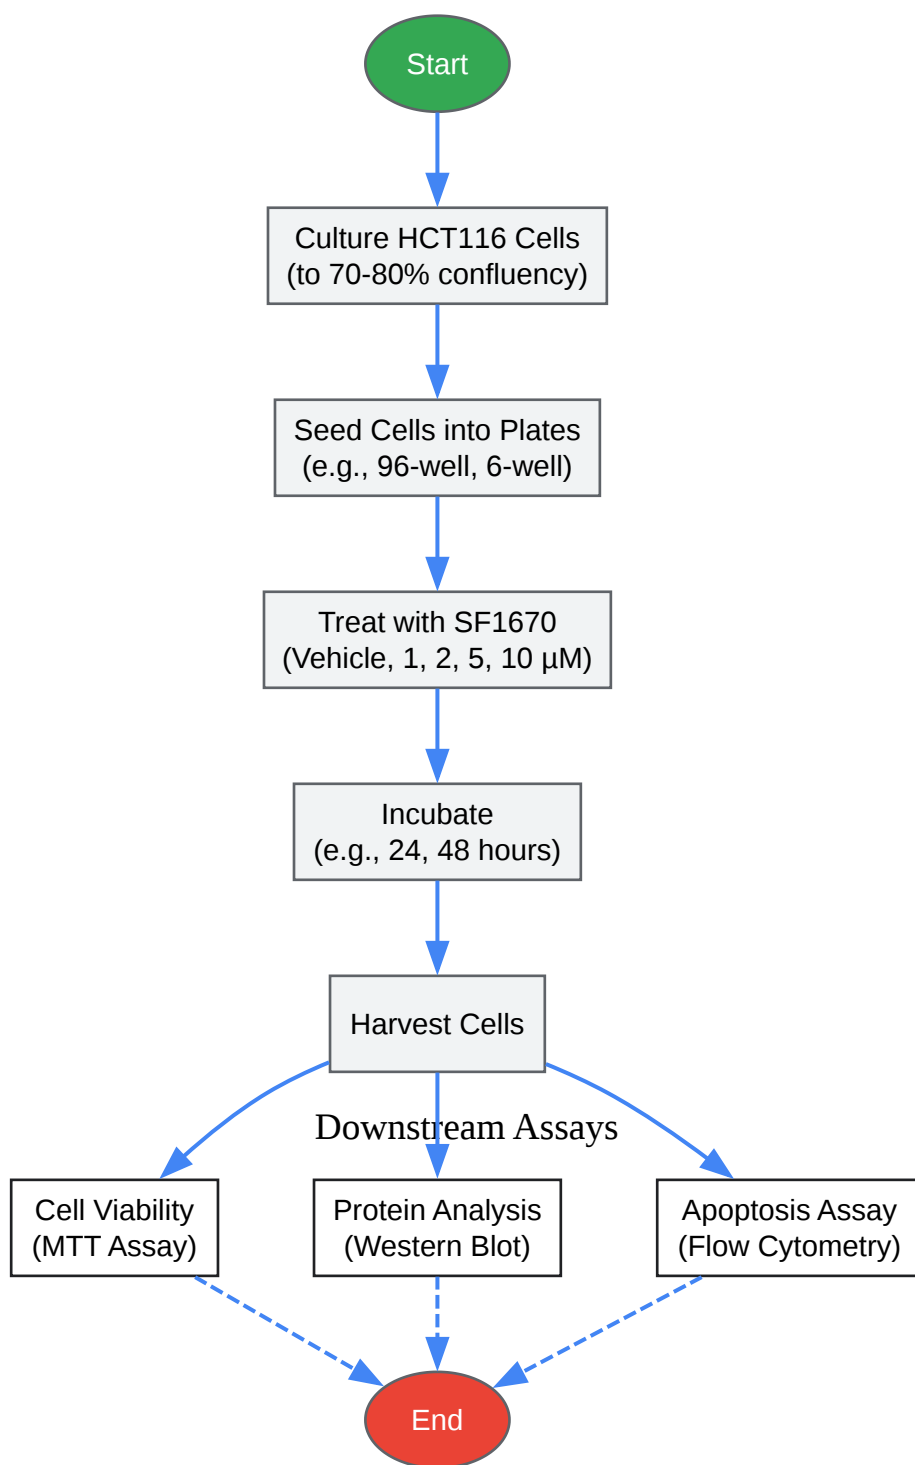 Start
Culture HCT116 Cells
(to 70-80% confluency)
Seed Cells into Plates
(e.g., 96-well, 6-well)
Treat with SF1670
(Vehicle, 1, 2, 5, 10 µM)
Incubate
(e.g., 24, 48 hours)
Harvest Cells
Downstream Assays
Cell Viability
(MTT Assay)
Protein Analysis
(Western Blot)
Apoptosis Assay
(Flow Cytometry)
End